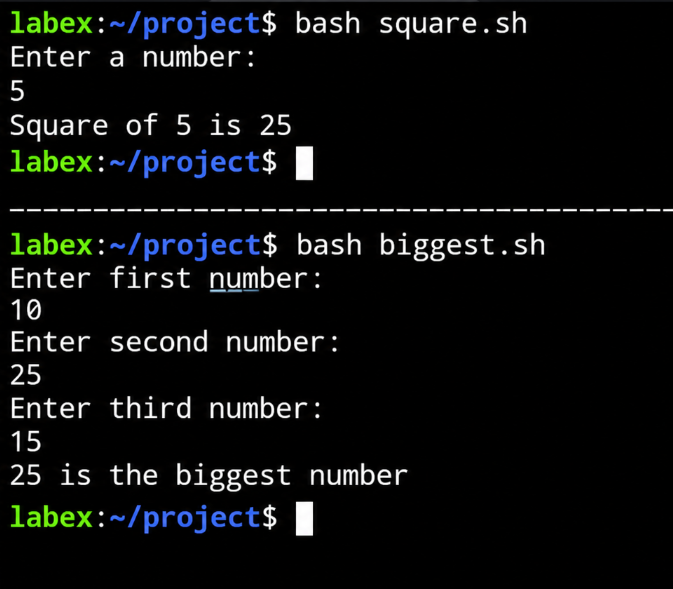 labex:~/project$ bash square.sh
Enter a number:
5
Square of 5 is 25
labex:~/project$
----------------------------------------
labex:~/project$ bash biggest.sh
Enter first number:
10
Enter second number:
25
Enter third number:
15
25 is the biggest number
labex:~/project$